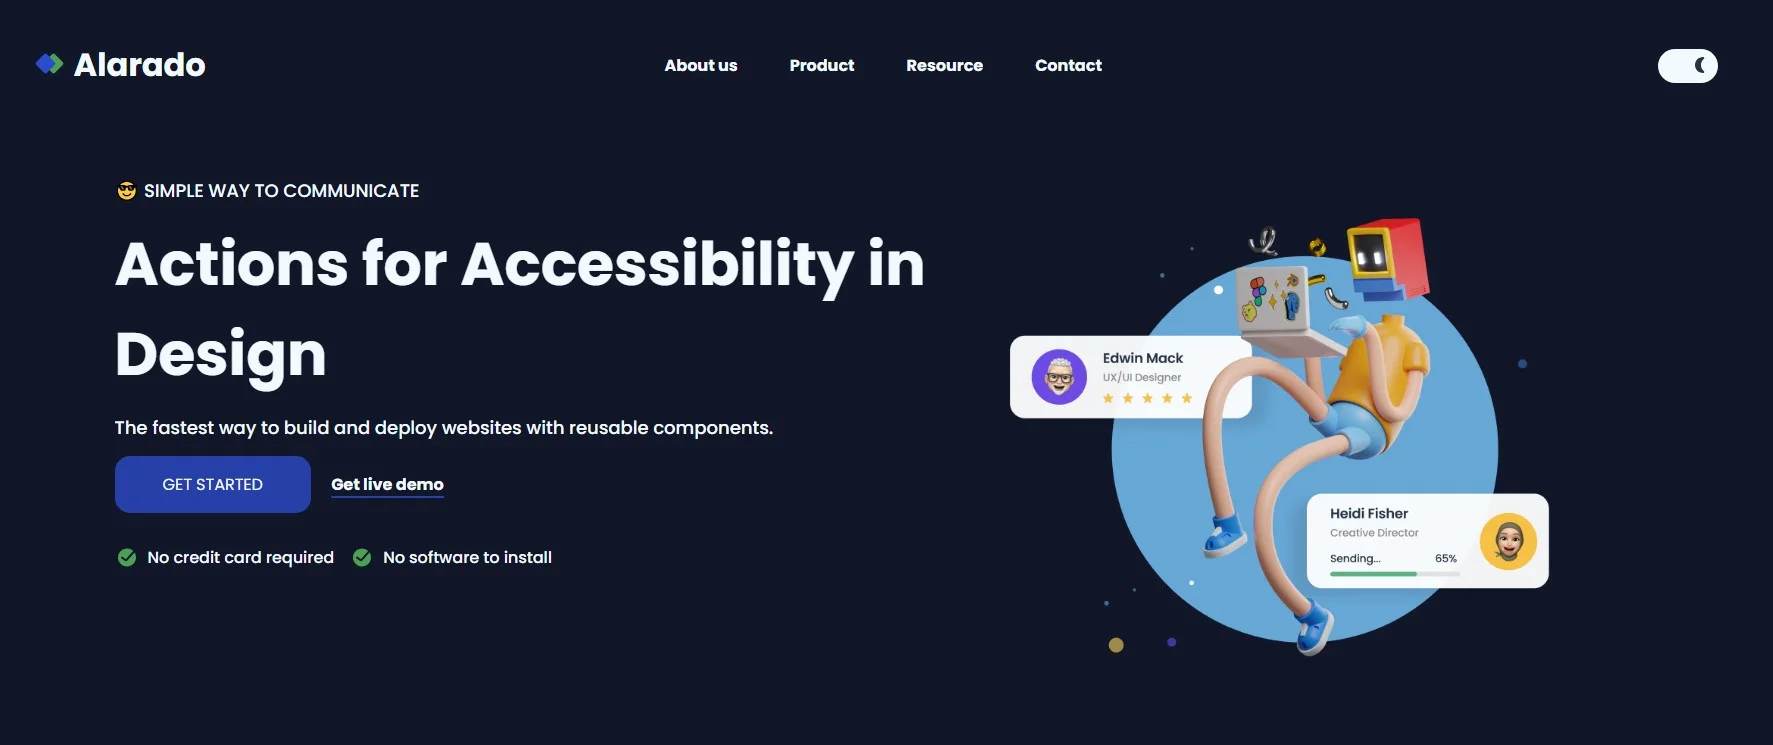 Alarado
About us
Product
Resource
Contact
SIMPLE WAY TO COMMUNICATE
Actions for Accessibility in
Design
The fastest way to build and deploy websites with reusable components.
GET STARTED
Get live demo
No credit card required
No software to install
Edwin Mack
UX/UI Designer
Heidi Fisher
Creative Director
Sending...
65%